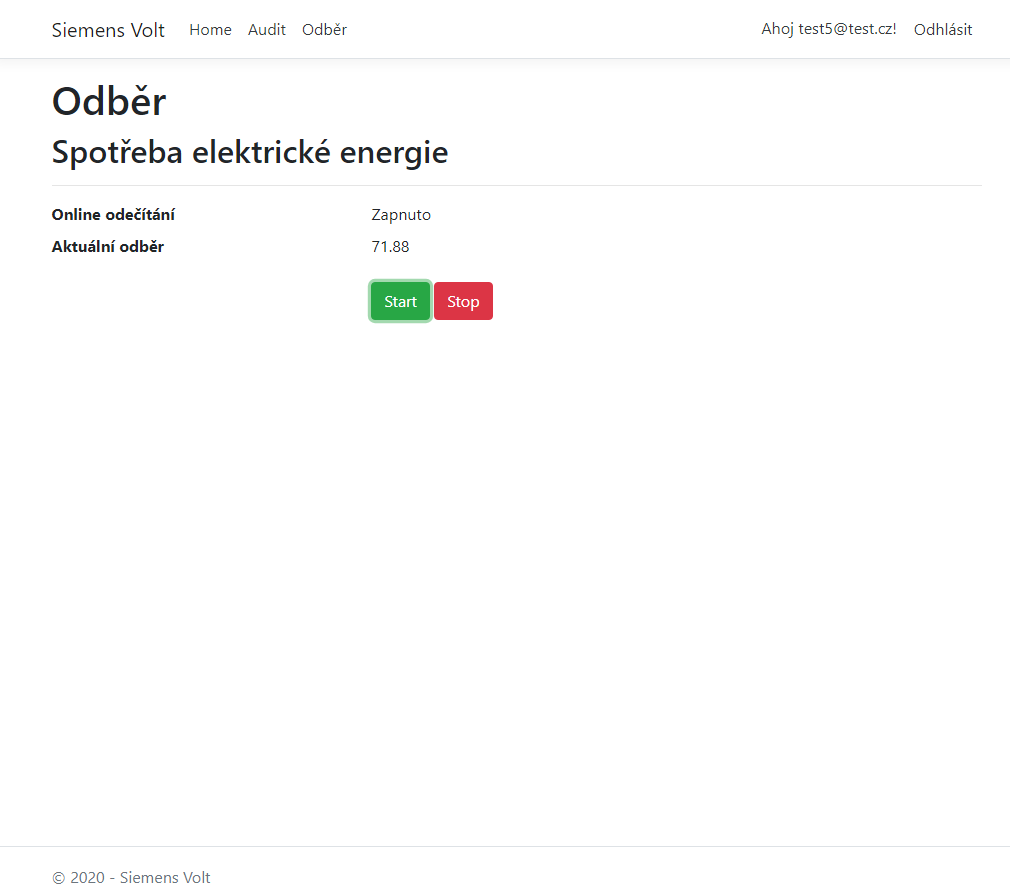 Siemens Volt Home Audit Odběr Ahoj test5@test.cz! Odhlásit
Odběr
Spotřeba elektrické energie
Online odečítání Zapnuto
Aktuální odběr 71.88
Start Stop
© 2020 - Siemens Volt